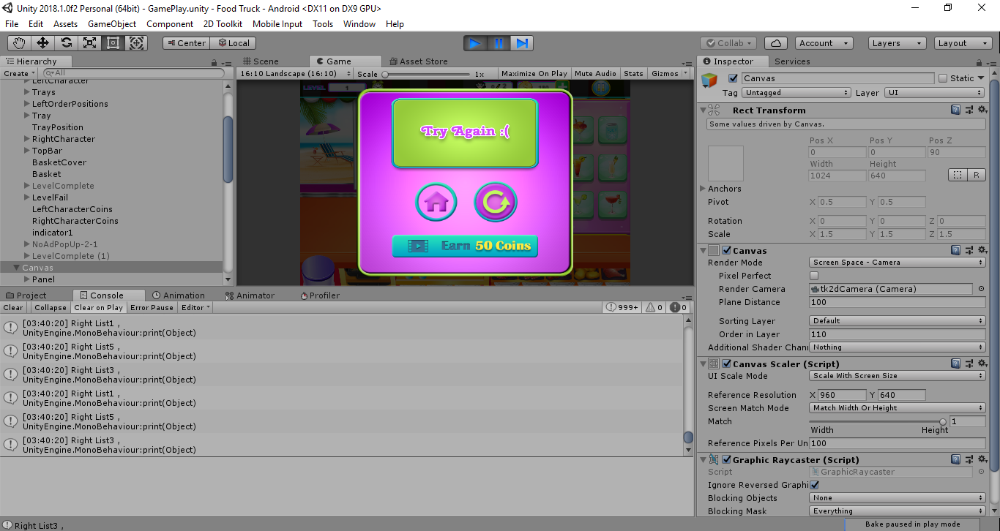 Unity 2018.1.0f2 Personal (64bit) - GamePlay.unity - Food Truck - Android <DX11 on DX9 GPU>
File Edit Assets GameObject Component 2D Toolkit Mobile Input Tools Window Help
Center Local Collab Account Layers Layout
Hierarchy
Create All
LeftCharacter
Trays
LeftOrderPositions
Tray
TrayPosition
RightCharacter
TopBar
BasketCover
Basket
LevelComplete
LevelFail
LeftCharacterCoins
RightCharacterCoins
indicator1
NoAdPopUp-2-1
LevelComplete (1)
Canvas
Panel
Scene Game Asset Store
16:10 Landscape (16:10) Scale 1x Maximize On Play Mute Audio Stats Gizmos
LEVEL 1
Try Again :(
Earn 50 Coins
Project Console Animation Animator Profiler
Clear Collapse Clear on Play Error Pause Editor 999+ 0 0
[03:40:20] Right List1 ,
UnityEngine.MonoBehaviour:print(Object)
[03:40:20] Right List5 ,
UnityEngine.MonoBehaviour:print(Object)
[03:40:20] Right List3 ,
UnityEngine.MonoBehaviour:print(Object)
[03:40:20] Right List1 ,
UnityEngine.MonoBehaviour:print(Object)
[03:40:20] Right List5 ,
UnityEngine.MonoBehaviour:print(Object)
[03:40:20] Right List3 ,
UnityEngine.MonoBehaviour:print(Object)
Right List3 ,
Inspector Services
Canvas Static
Tag Untagged Layer UI
Rect Transform
Some values driven by Canvas.
Pos X Pos Y Pos Z
0 0 90
Width Height
1024 640 R
Anchors
Pivot X 0.5 Y 0.5
Rotation X 0 Y 0 Z 0
Scale X 1.5 Y 1.5 Z 1.5
Canvas
Render Mode Screen Space - Camera
Pixel Perfect
Render Camera tk2dCamera (Camera)
Plane Distance 100
Sorting Layer Default
Order in Layer 110
Additional Shader Chann Nothing
Canvas Scaler (Script)
UI Scale Mode Scale With Screen Size
Reference Resolution X 960 Y 640
Screen Match Mode Match Width Or Height
Match 1
Width Height
Reference Pixels Per Un 100
Graphic Raycaster (Script)
Script GraphicRaycaster
Ignore Reversed Graphi
Blocking Objects None
Blocking Mask Everything
Bake paused in play mode